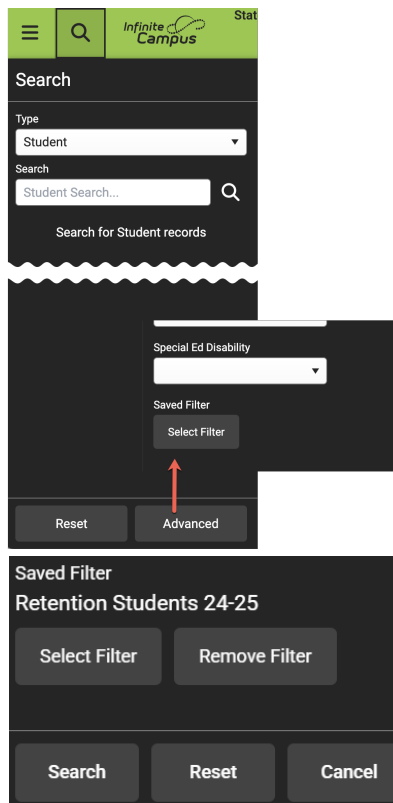 Stat
Infinite
Campus
Search
Type
Student
Search
Student Search...
Search for Student records
Special Ed Disability
Saved Filter
Select Filter
Reset Advanced
Saved Filter
Retention Students 24-25
Select Filter Remove Filter
Search Reset Cancel